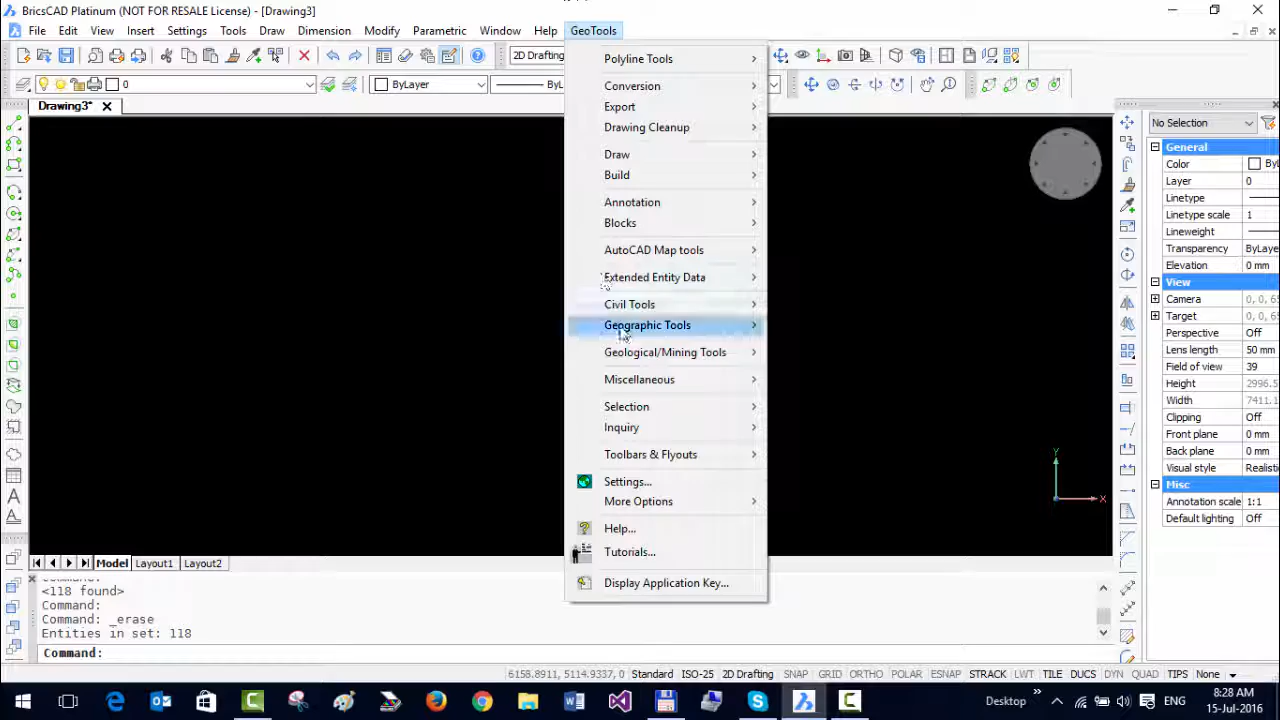 BricsCAD Platinum (NOT FOR RESALE License) - [Drawing3]
File Edit View Insert Settings Tools Draw Dimension Modify Parametric Window Help GeoTools
2D Drafting
0 ByLayer
Drawing3*
Polyline Tools
Conversion
Export
Drawing Cleanup
Draw
Build
Annotation
Blocks
AutoCAD Map tools
Extended Entity Data
Civil Tools
Geographic Tools
Geological/Mining Tools
Miscellaneous
Selection
Inquiry
Toolbars & Flyouts
Settings...
More Options
Help...
Tutorials...
Display Application Key...
No Selection
General
Color
Layer 0
Linetype
Linetype scale 1
Lineweight
Transparency
Elevation 0 mm
View
Camera 0, 0,
Target 0, 0,
Perspective Off
Lens length 50 mm
Field of view 39
Height 2996.5
Width
Clipping Off
Front plane 0 mm
Back plane 0 mm
Visual style
Misc
Annotation scale 1:1
Default lighting Off
Y
X
Model Layout1 Layout2
<118 found>
Command:
Command: _erase
Entities in set: 118
Command:
6158.8911, 5114.9337, 0 Standard ISO-25 2D Drafting SNAP GRID ORTHO POLAR ESNAP STRACK LWT TILE DUCS DYN QUAD TIPS None
Desktop ENG
8:28 AM
15-Jul-2016